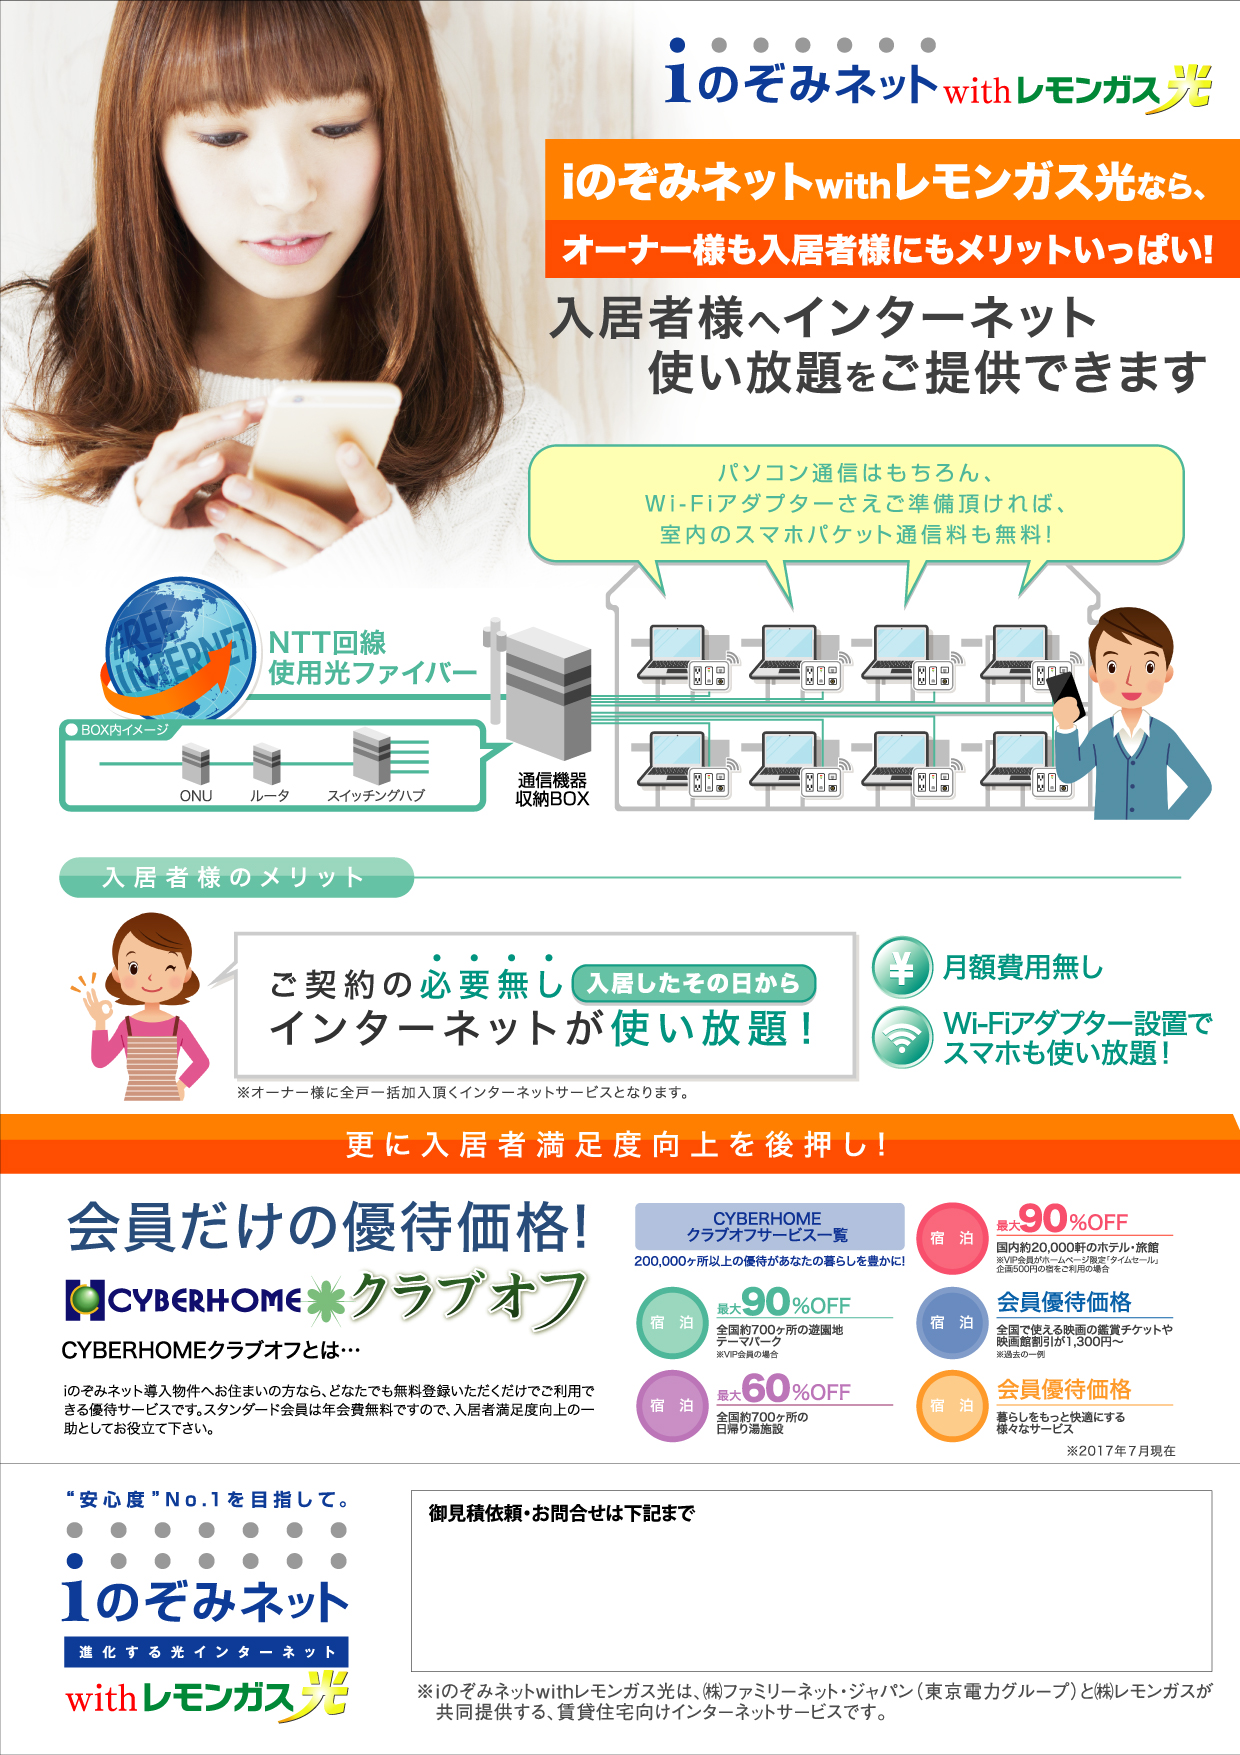 iのぞみネット withレモンガス光
iのぞみネットwithレモンガス光なら、
オーナー様も入居者様にもメリットいっぱい!
入居者様へインターネット
使い放題をご提供できます
パソコン通信はもちろん、
Wi-Fiアダプターさえご準備頂ければ、
室内のスマホパケット通信料も無料!
FREE
INTERNET
NTT回線
使用光ファイバー
BOX内イメージ
ONU
ルータ
スイッチングハブ
通信機器
収納BOX
入居者様のメリット
ご契約の必要無し 入居したその日から
インターネットが使い放題!
※オーナー様に全戸一括加入頂くインターネットサービスとなります。
¥ 月額費用無し
Wi-Fiアダプター設置で
スマホも使い放題!
更に入居者満足度向上を後押し!
会員だけの優待価格!
CYBERHOME クラブオフ
CYBERHOMEクラブオフとは…
iのぞみネット導入物件へお住まいの方なら、どなたでも無料登録いただくだけでご利用で
きる優待サービスです。スタンダード会員は年会費無料ですので、入居者満足度向上の一
助としてお役立て下さい。
CYBERHOME
クラブオフサービス一覧
200,000ヶ所以上の優待があなたの暮らしを豊かに!
宿泊
最大90%OFF
国内約20,000軒のホテル・旅館
※VIP会員がホームページ限定「タイムセール」
企画500円の宿をご利用の場合
宿泊
最大90%OFF
全国約700ヶ所の遊園地
テーマパーク
※VIP会員の場合
宿泊
会員優待価格
全国で使える映画の鑑賞チケットや
映画館割引が1,300円〜
※過去の一例
宿泊
最大60%OFF
全国約700ヶ所の
日帰り湯施設
宿泊
会員優待価格
暮らしをもっと快適にする
様々なサービス
※2017年7月現在
“安心度”No.1を目指して。
iのぞみネット
進化する光インターネット
withレモンガス光
御見積依頼・お問合せは下記まで
※iのぞみネットwithレモンガス光は、㈱ファミリーネット・ジャパン（東京電力グループ）と㈱レモンガスが
共同提供する、賃貸住宅向けインターネットサービスです。